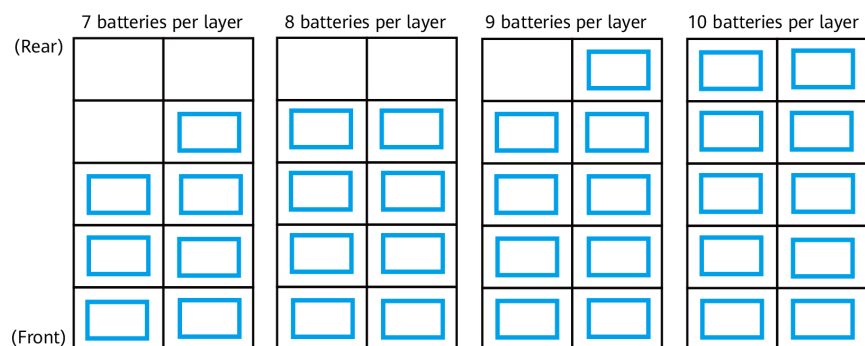 7 batteries per layer
8 batteries per layer
9 batteries per layer
10 batteries per layer
(Rear)
(Front)